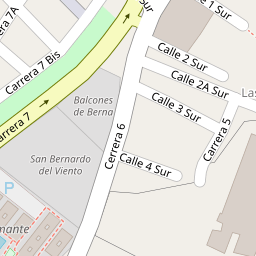 Sur
Calle 1 Sur
Carrera 7A
Calle 2 Sur
Carrera 7 Bis
Calle 2A Sur
Las
Balcones
de Berna
Calle 3 Sur
Carrera 7
Cerrera 6
Carrera 5
San Bernardo
del Viento
Calle 4 Sur
P
mante